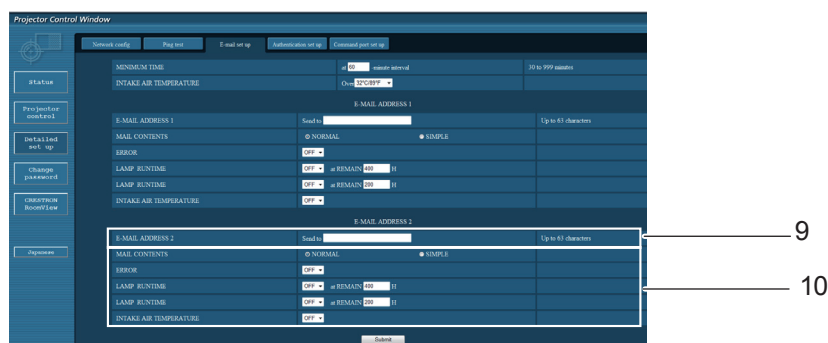 Projector Control Window
Network config Ping test E-mail set up Authentication set up Command port set up
MINIMUM TIME at 60 -minute interval 30 to 999 minutes
INTAKE AIR TEMPERATURE Over 32°C/89°F
E-MAIL ADDRESS 1
E-MAIL ADDRESS 1 Send to Up to 63 characters
MAIL CONTENTS NORMAL SIMPLE
ERROR OFF
LAMP RUNTIME OFF at REMAIN 400 H
LAMP RUNTIME OFF at REMAIN 200 H
INTAKE AIR TEMPERATURE OFF
E-MAIL ADDRESS 2
E-MAIL ADDRESS 2 Send to Up to 63 characters
MAIL CONTENTS NORMAL SIMPLE
ERROR OFF
LAMP RUNTIME OFF at REMAIN 400 H
LAMP RUNTIME OFF at REMAIN 200 H
INTAKE AIR TEMPERATURE OFF
Submit
Status
Projector
control
Detailed
set up
Change
password
CRESTRON
RoomView
Japanese
9
10